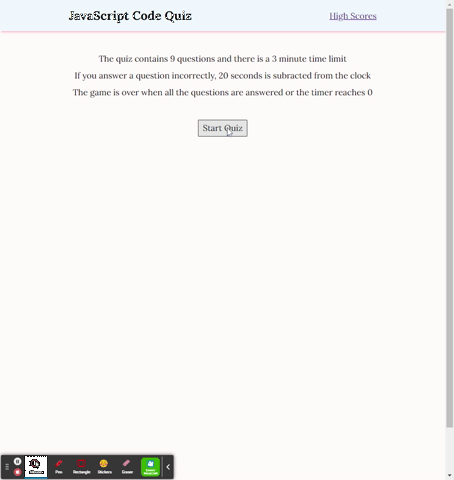 JavaScript Code Quiz
High Scores
The quiz contains 9 questions and there is a 3 minute time limit
If you answer a question incorrectly, 20 seconds is subracted from the clock
The game is over when all the questions are answered or the timer reaches 0
Start Quiz
Pen
Rectangle
Stickers
Eraser